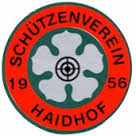 SCHÜTZENVEREIN
19 56
HAIDHOF